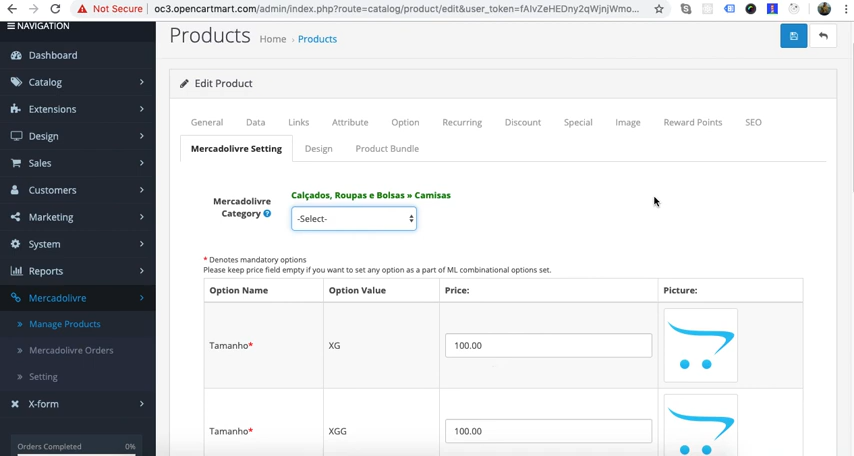 Not Secure | oc3.opencartmart.com/admin/index.php?route=catalog/product/edit&user_token=fAIvZeHEDny2qWjnjWmo...
NAVIGATION
Products Home › Products
Dashboard
Catalog
Extensions
Design
Sales
Customers
Marketing
System
Reports
Mercadolivre
» Manage Products
» Mercadolivre Orders
» Setting
X-form
Orders Completed 0%
Edit Product
General Data Links Attribute Option Recurring Discount Special Image Reward Points SEO
Mercadolivre Setting Design Product Bundle
Mercadolivre Category ?
Calçados, Roupas e Bolsas » Camisas
-Select-
* Denotes mandatory options
Please keep price field empty if you want to set any option as a part of ML combinational options set.
Option Name Option Value Price: Picture:
Tamanho* XG 100.00
Tamanho* XGG 100.00